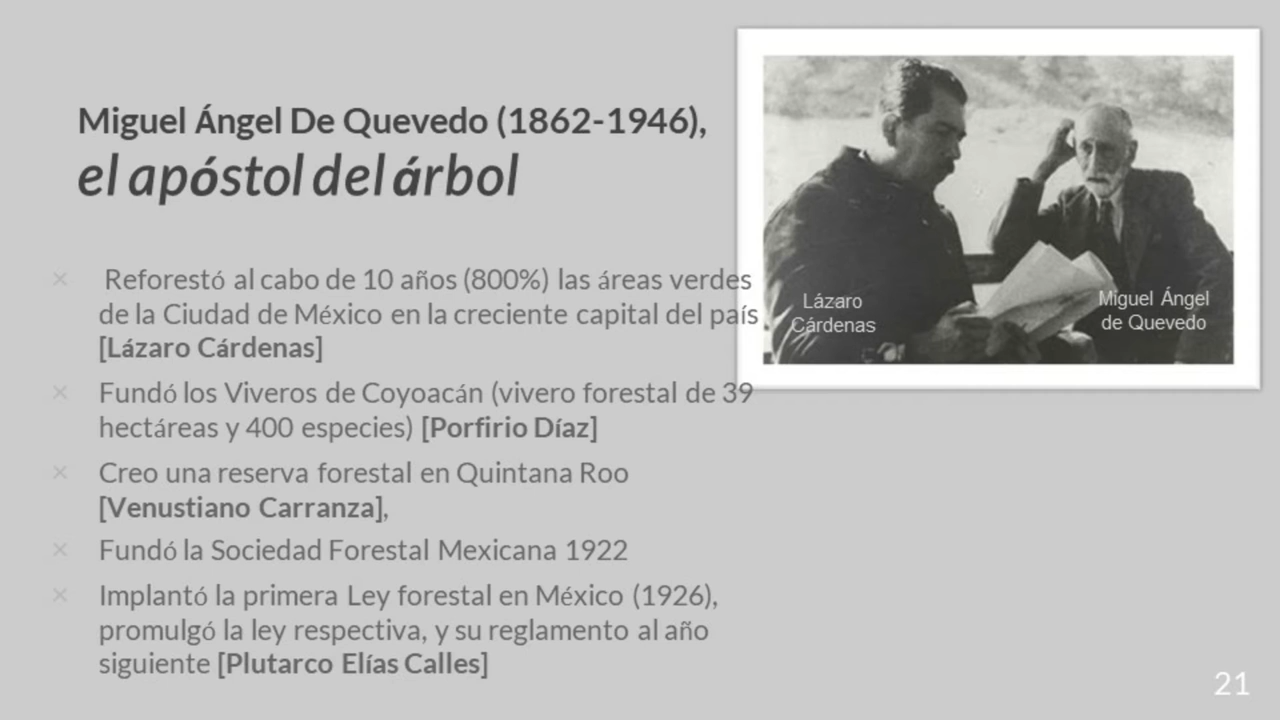 Miguel Ángel De Quevedo (1862-1946),
el apóstol del árbol
× Reforestó al cabo de 10 años (800%) las áreas verdes
de la Ciudad de México en la creciente capital del país
[Lázaro Cárdenas]
× Fundó los Viveros de Coyoacán (vivero forestal de 39
hectáreas y 400 especies) [Porfirio Díaz]
× Creo una reserva forestal en Quintana Roo
[Venustiano Carranza],
× Fundó la Sociedad Forestal Mexicana 1922
× Implantó la primera Ley forestal en México (1926),
promulgó la ley respectiva, y su reglamento al año
siguiente [Plutarco Elías Calles]
Lázaro
Cárdenas
Miguel Ángel
de Quevedo
21